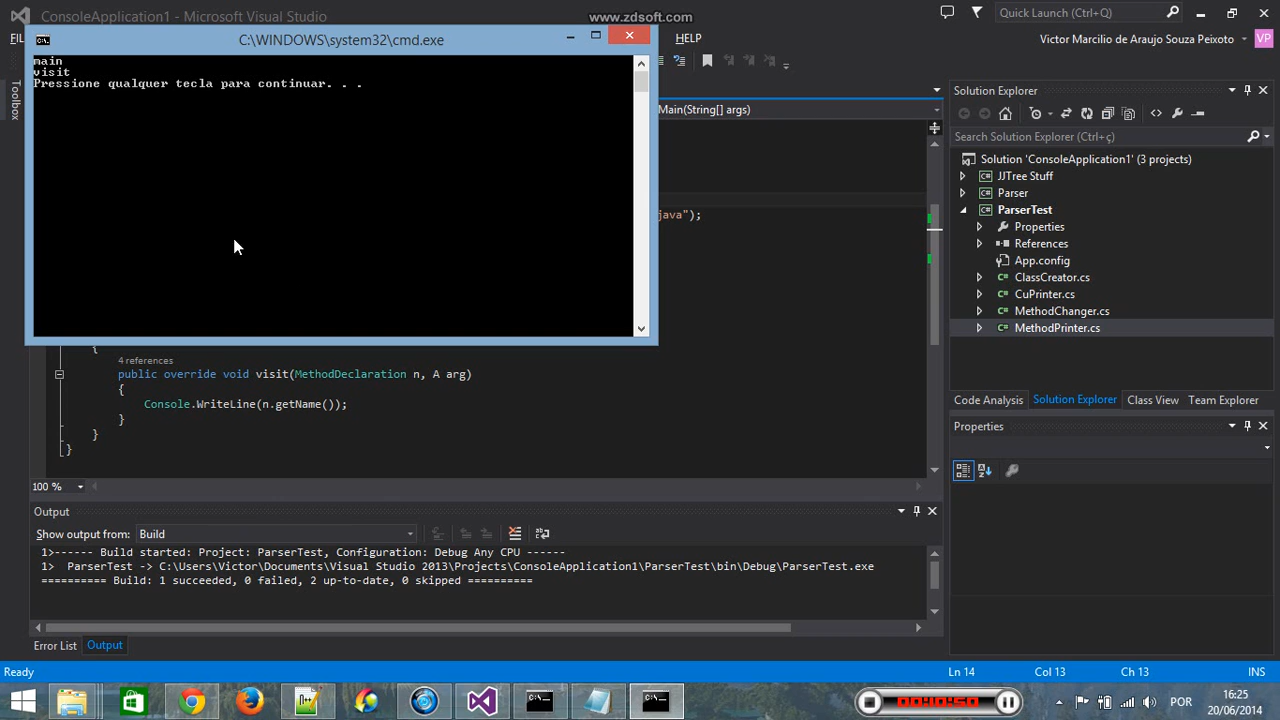 ConsoleApplication1 - Microsoft Visual Studio
www.zdsoft.com
Quick Launch (Ctrl+Q)
C:\WINDOWS\system32\cmd.exe
HELP
Victor Marcilio de Araujo Souza Peixoto
VP
main
visit
Pressione qualquer tecla para continuar. . .
Toolbox
Main(String[] args)
java");
4 references
{
public override void visit(MethodDeclaration n, A arg)
{
Console.WriteLine(n.getName());
}
}
}
100 %
Solution Explorer
Search Solution Explorer (Ctrl+ç)
Solution 'ConsoleApplication1' (3 projects)
JJTree Stuff
Parser
ParserTest
Properties
References
App.config
ClassCreator.cs
CuPrinter.cs
MethodChanger.cs
MethodPrinter.cs
Code Analysis
Solution Explorer
Class View
Team Explorer
Properties
Output
Show output from:
Build
1>------ Build started: Project: ParserTest, Configuration: Debug Any CPU ------
1>  ParserTest -> C:\Users\Victor\Documents\Visual Studio 2013\Projects\ConsoleApplication1\ParserTest\bin\Debug\ParserTest.exe
========== Build: 1 succeeded, 0 failed, 2 up-to-date, 0 skipped ==========
Error List
Output
Ready
Ln 14
Col 13
Ch 13
INS
POR
16:25
20/06/2014